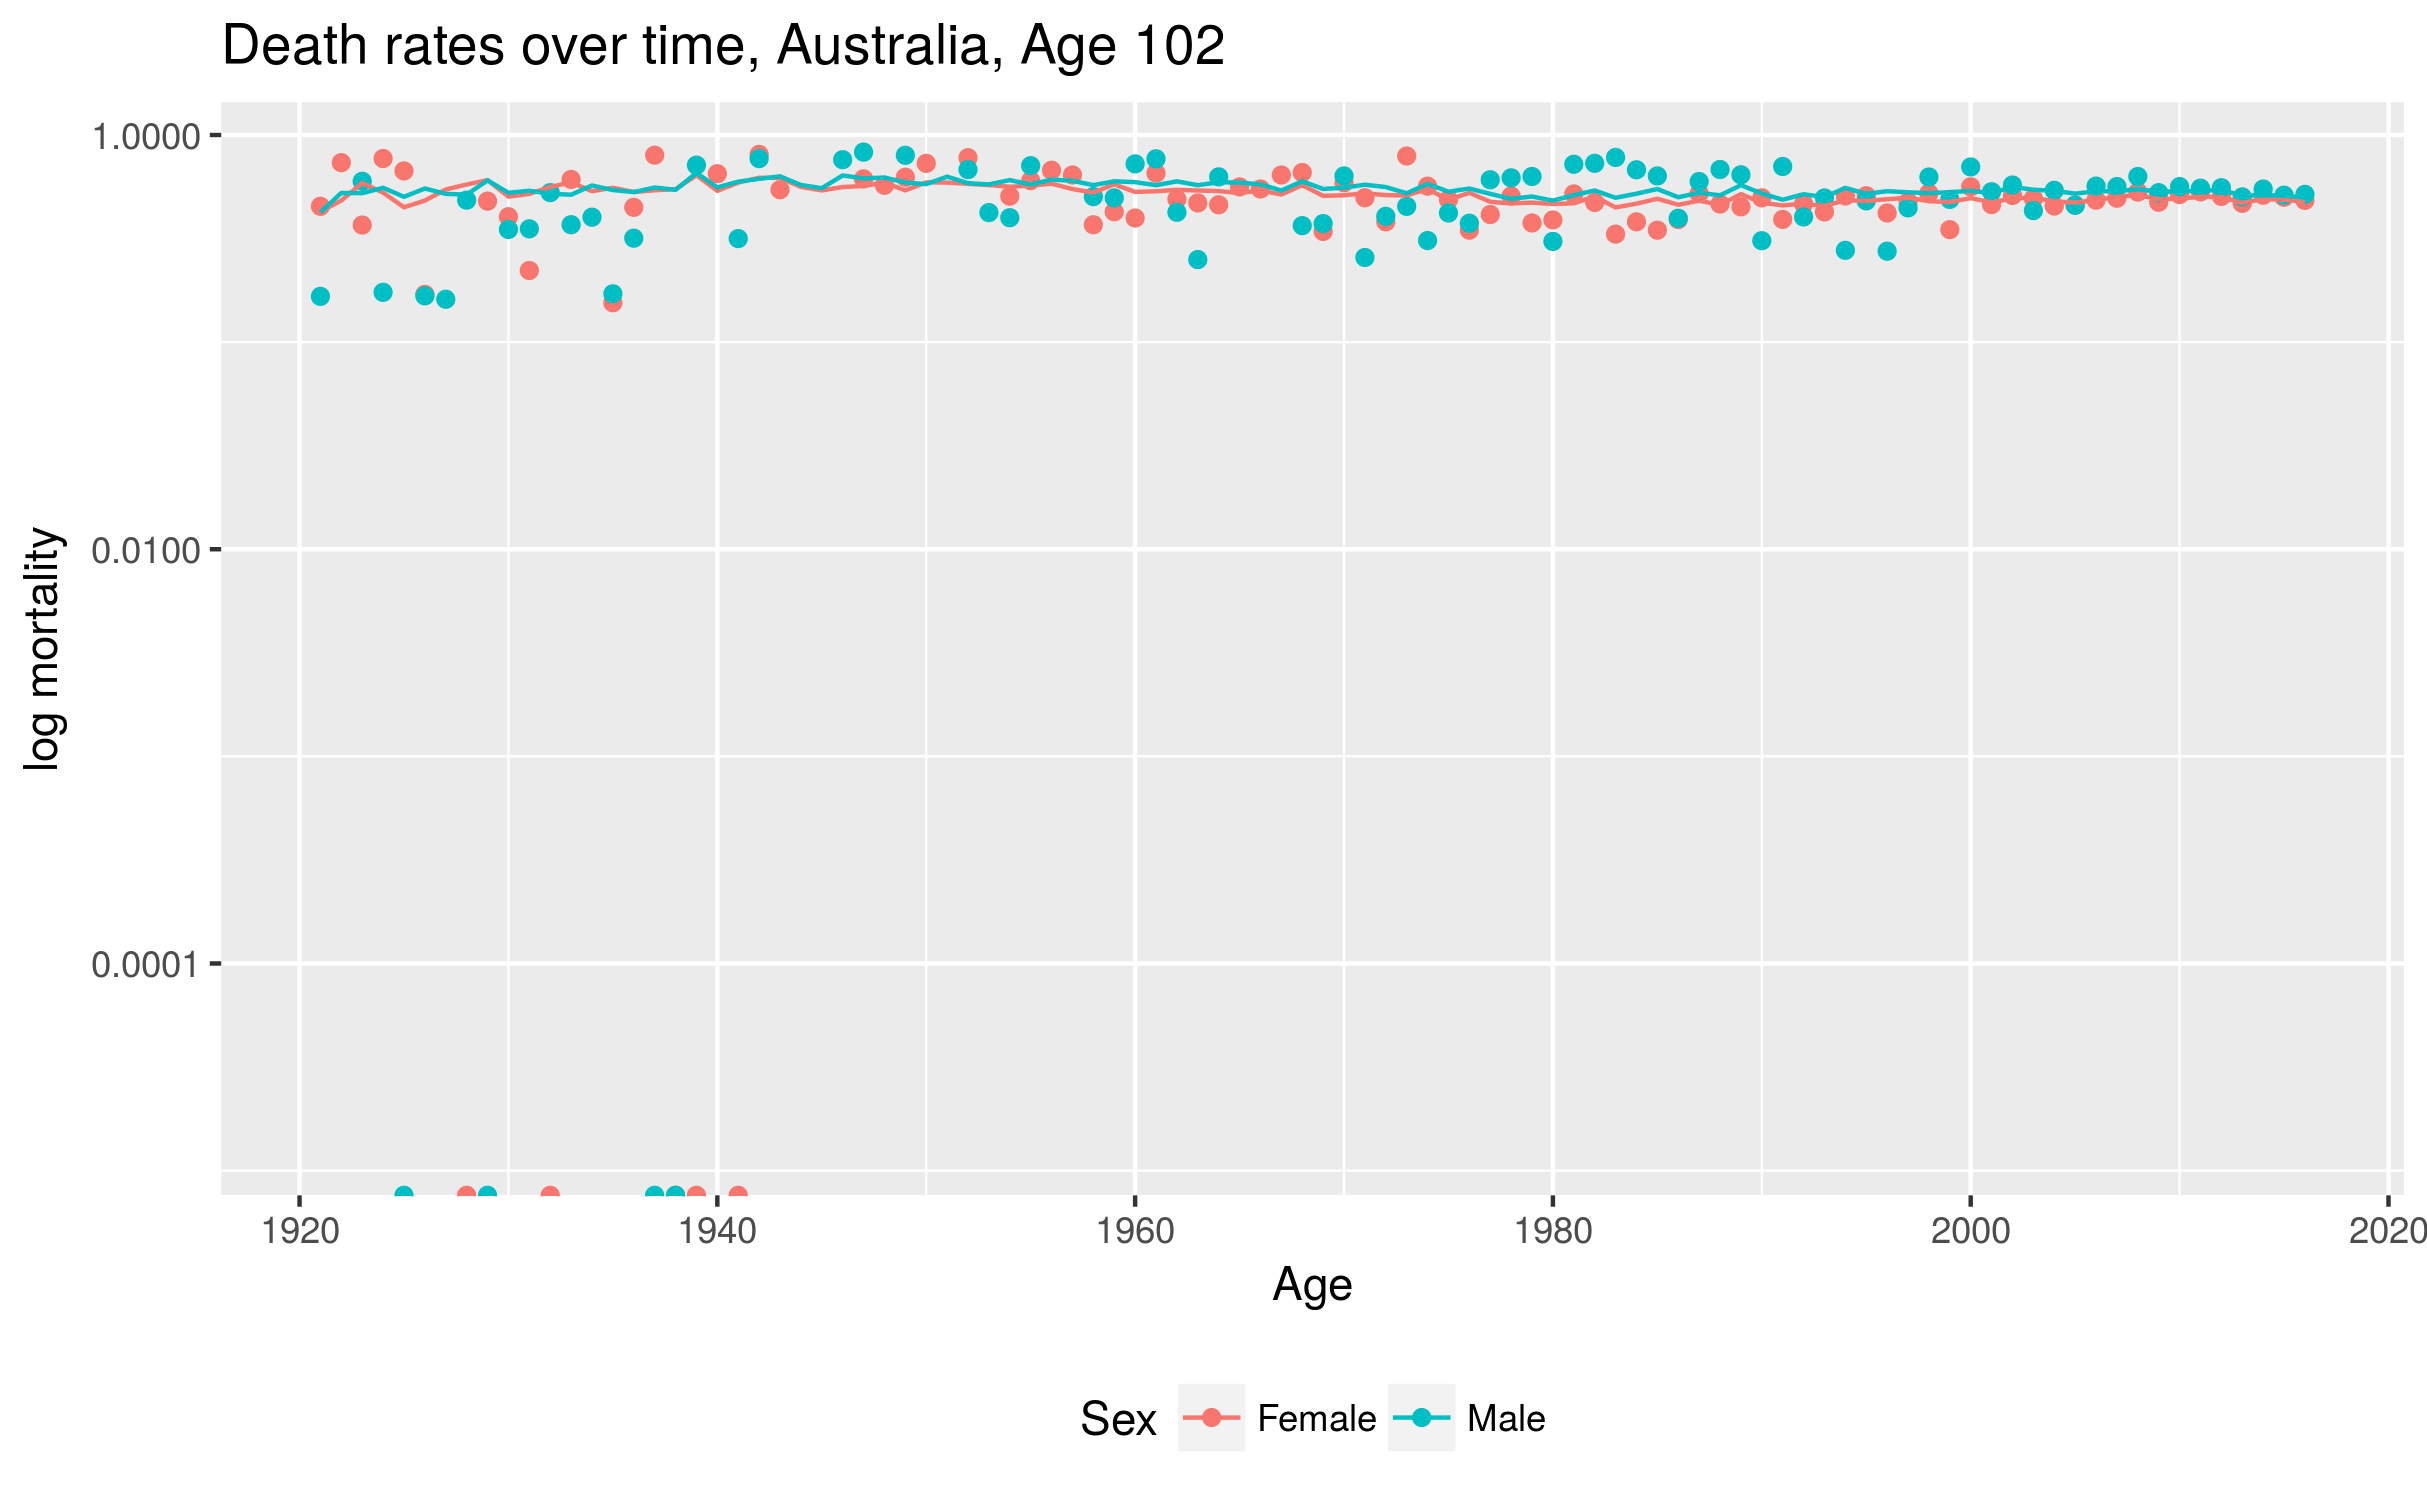 Death rates over time, Australia, Age 102
1.0000
0.0100
0.0001
log mortality
1920 1940 1960 1980 2000 2020
Age
Sex Female Male